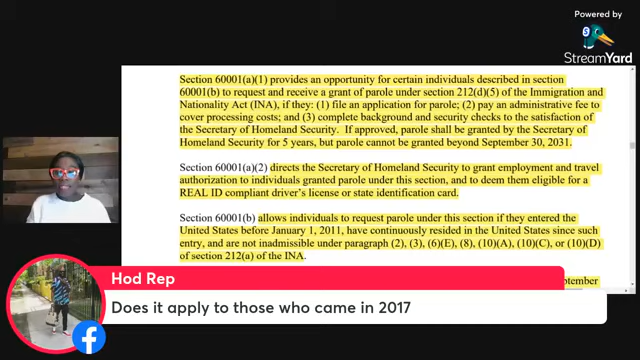 Powered by
StreamYard
Section 60001(a)(1) provides an opportunity for certain individuals described in section
60001(b) to request and receive a grant of parole under section 212(d)(5) of the Immigration and
Nationality Act (INA), if they: (1) file an application for parole; (2) pay an administrative fee to
cover processing costs; and (3) complete background and security checks to the satisfaction of
the Secretary of Homeland Security. If approved, parole shall be granted by the Secretary of
Homeland Security for 5 years, but parole cannot be granted beyond September 30, 2031.
Section 60001(a)(2) directs the Secretary of Homeland Security to grant employment and travel
authorization to individuals granted parole under this section, and to deem them eligible for a
REAL ID compliant driver's license or state identification card.
Section 60001(b) allows individuals to request parole under this section if they entered the
United States before January 1, 2011, have continuously resided in the United States since such
entry, and are not inadmissible under paragraph (2), (3), (6)(E), (8), (10)(A), (10)(C), or (10)(D)
of section 212(a) of the INA.
Hod Rep
Does it apply to those who came in 2017